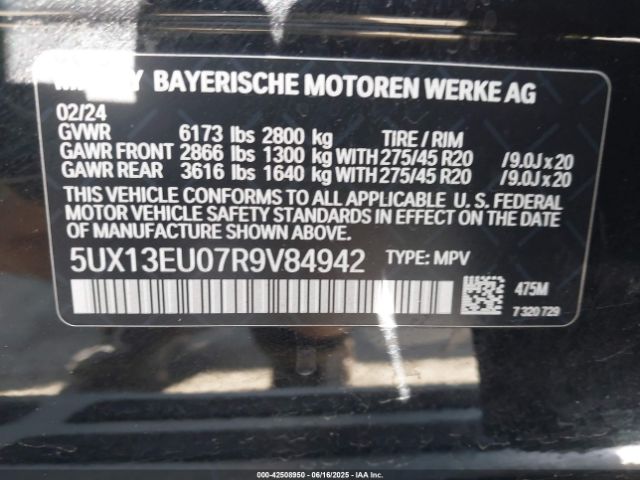 BAYERISCHE MOTOREN WERKE AG
02/24
GVWR 6173 lbs 2800 kg TIRE / RIM
GAWR FRONT 2866 lbs 1300 kg WITH 275/45 R20 /9.0J x 20
GAWR REAR 3616 lbs 1640 kg WITH 275/45 R20 /9.0J x 20
THIS VEHICLE CONFORMS TO ALL APPLICABLE U. S. FEDERAL
MOTOR VEHICLE SAFETY STANDARDS IN EFFECT ON THE DATE
OF MANUFACTURE SHOWN ABOVE.
5UX13EU07R9V84942 TYPE: MPV
475M
7 320 729
000-42508950 - 06/16/2025 - IAAI - Copart